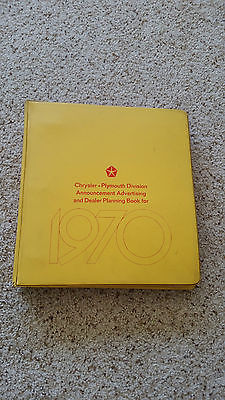 Chrysler • Plymouth Division
Announcement Advertising
and Dealer Planning Book for
1970